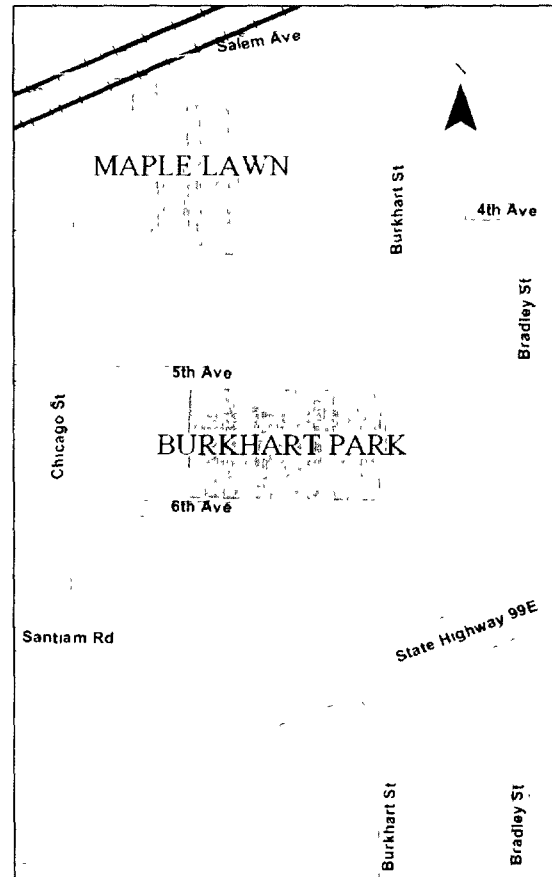 Salem Ave
MAPLE LAWN
Burkhart St
4th Ave
Bradley St
5th Ave
Chicago St
BURKHART PARK
6th Ave
Santiam Rd
State Highway 99E
Burkhart St
Bradley St